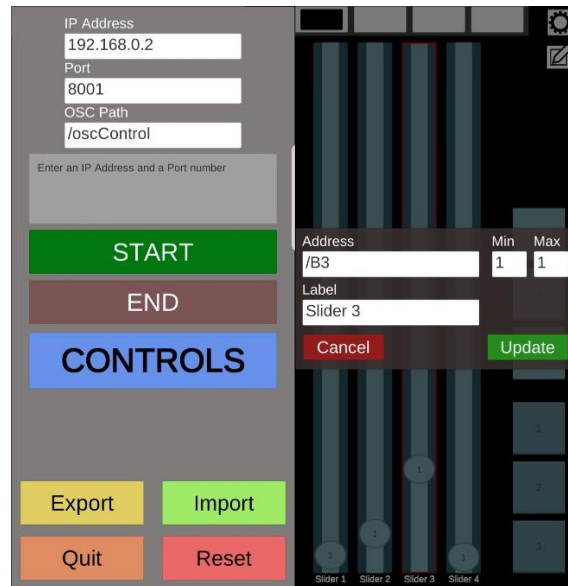 IP Address
192.168.0.2
Port
8001
OSC Path
/oscControl
Enter an IP Address and a Port number
START
END
CONTROLS
Export
Import
Quit
Reset
Address
Min
Max
/B3
1
1
Label
Slider 3
Cancel
Update
1
2
3
1
1
1
1
Slider 1
Slider 2
Slider 3
Slider 4